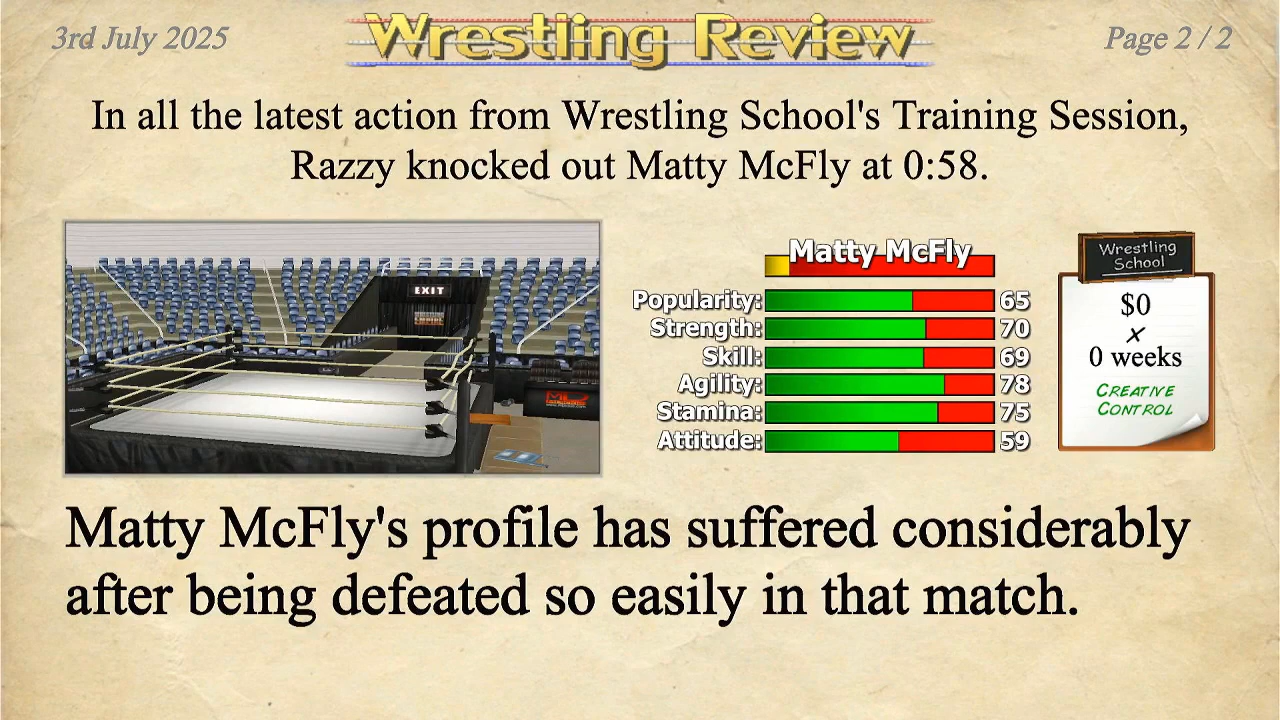 3rd July 2025
Wrestling Review
Page 2 / 2
In all the latest action from Wrestling School's Training Session,
Razzy knocked out Matty McFly at 0:58.
EXIT
WRESTLING
EMPIRE
Matty McFly
Popularity: 65
Strength: 70
Skill: 69
Agility: 78
Stamina: 75
Attitude: 59
Wrestling
School
$0
x
0 weeks
CREATIVE
CONTROL
Matty McFly's profile has suffered considerably
after being defeated so easily in that match.